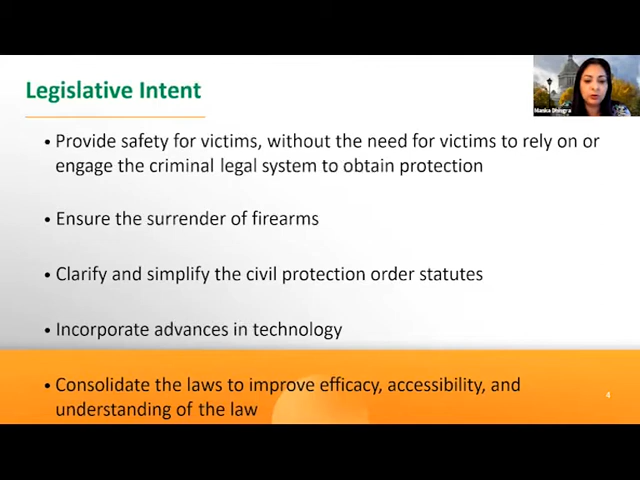 Legislative Intent
Manka Dhingra
• Provide safety for victims, without the need for victims to rely on or
engage the criminal legal system to obtain protection
• Ensure the surrender of firearms
• Clarify and simplify the civil protection order statutes
• Incorporate advances in technology
• Consolidate the laws to improve efficacy, accessibility, and
understanding of the law
4